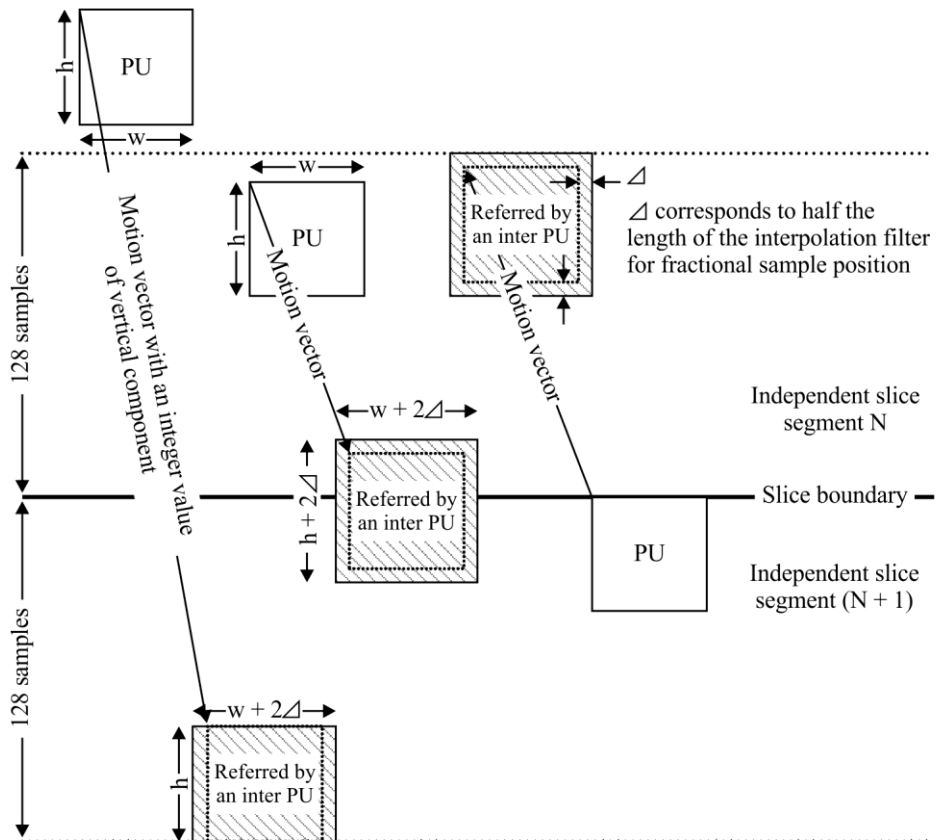 PU
h
w
w
h
PU
Referred by
an inter PU
⊿
⊿ corresponds to half the
length of the interpolation filter
for fractional sample position
128 samples
Motion vector with an integer value
of vertical component
Motion vector
Motion vector
w + 2⊿
h + 2⊿
Referred by
an inter PU
Independent slice
segment N
Slice boundary
PU
Independent slice
segment (N + 1)
128 samples
w + 2⊿
h
Referred by
an inter PU